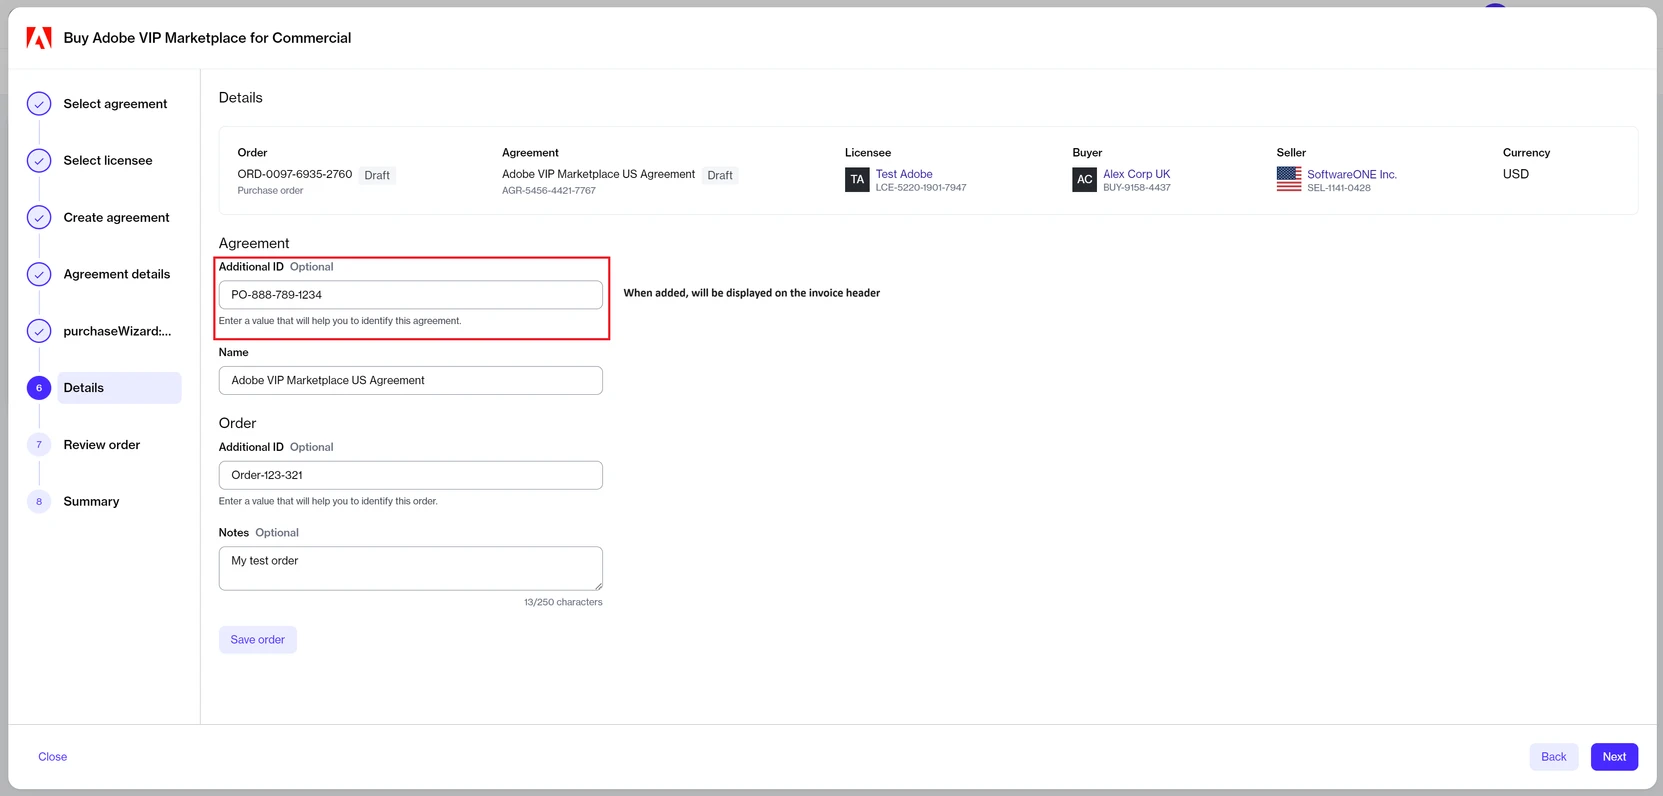 Buy Adobe VIP Marketplace for Commercial
Select agreement
Select licensee
Create agreement
Agreement details
purchaseWizard:...
6 Details
7 Review order
8 Summary
Details
Order
ORD-0097-6935-2760 Draft
Purchase order
Agreement
Adobe VIP Marketplace US Agreement Draft
AGR-5456-4421-7767
Licensee
TA Test Adobe
LCE-5220-1901-7947
Buyer
AC Alex Corp UK
BUY-9158-4437
Seller
SoftwareONE Inc.
SEL-1141-0428
Currency
USD
Agreement
Additional ID Optional
PO-888-789-1234
When added, will be displayed on the invoice header
Enter a value that will help you to identify this agreement.
Name
Adobe VIP Marketplace US Agreement
Order
Additional ID Optional
Order-123-321
Enter a value that will help you to identify this order.
Notes Optional
My test order
13/250 characters
Save order
Close
Back
Next